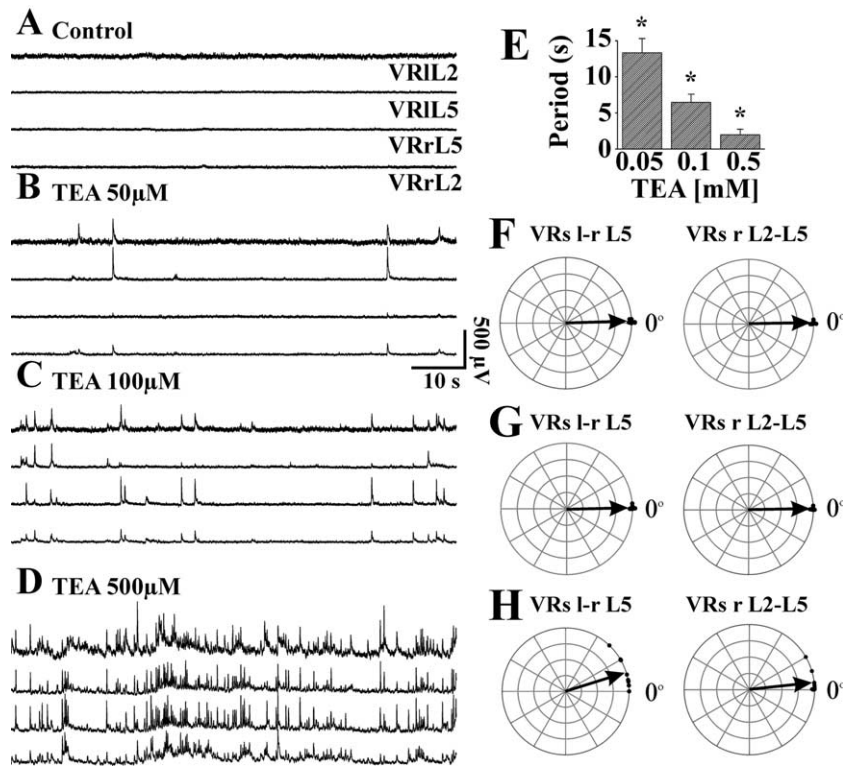 A Control
VRlL2
VRlL5
VRrL5
VRrL2
B TEA 50µM
500 µV
10 s
C TEA 100µM
D TEA 500µM
E
Period (s)
15
10
5
0
* * *
0.05 0.1 0.5
TEA [mM]
F VRs l-r L5 VRs r L2-L5
0° 0°
G VRs l-r L5 VRs r L2-L5
0° 0°
H VRs l-r L5 VRs r L2-L5
0° 0°